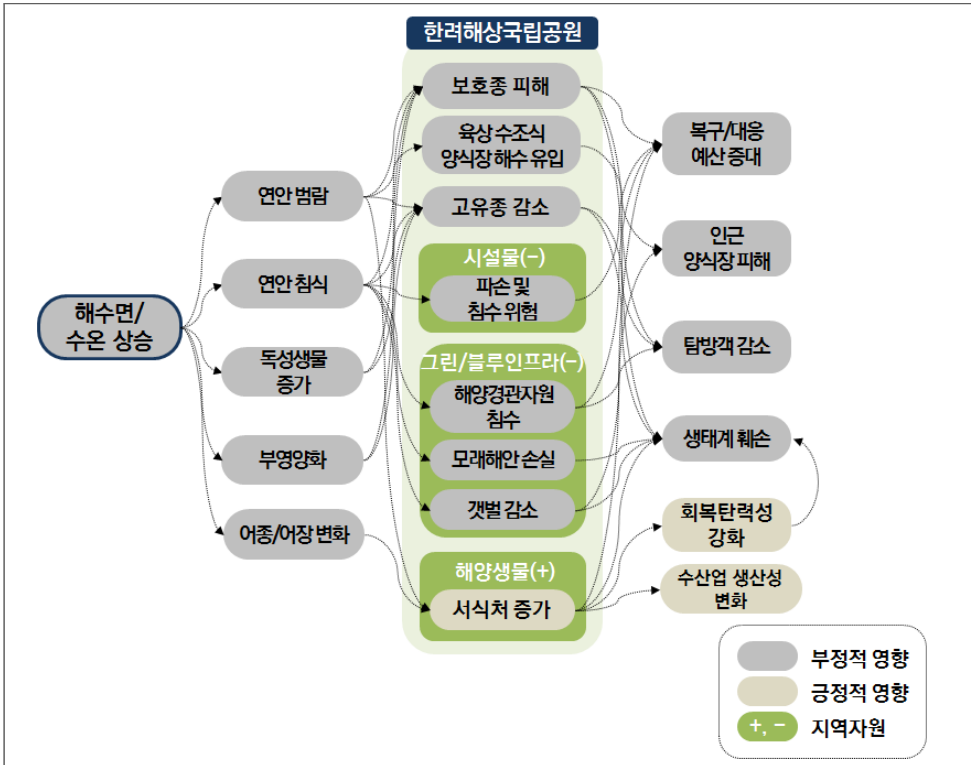 한려해상국립공원
보호종 피해
육상 수조식
양식장 해수 유입
고유종 감소
시설물(-)
파손 및
침수 위험
그린/블루인프라(-)
해양경관자원
침수
모래해안 손실
갯벌 감소
해양생물(+)
서식처 증가
해수면/
수온 상승
연안 범람
연안 침식
독성생물
증가
부영양화
어종/어장 변화
복구/대응
예산 증대
인근
양식장 피해
탐방객 감소
생태계 훼손
회복탄력성
강화
수산업 생산성
변화
부정적 영향
긍정적 영향
+, - 지역자원